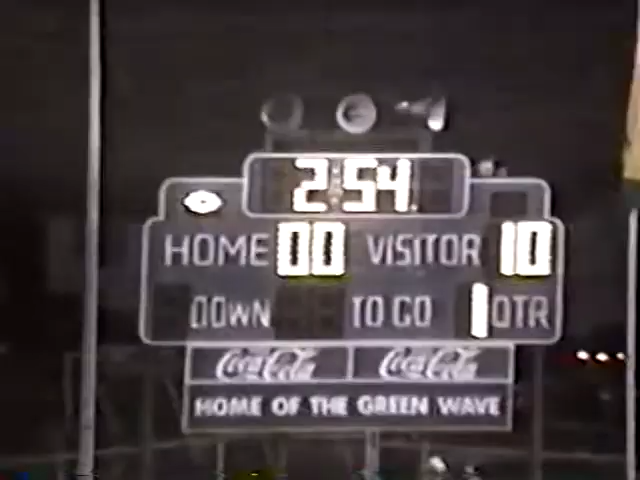 2:54
HOME 00 VISITOR 10
DOWN TO GO 1 QTR
Coca-Cola Coca-Cola
HOME OF THE GREEN WAVE